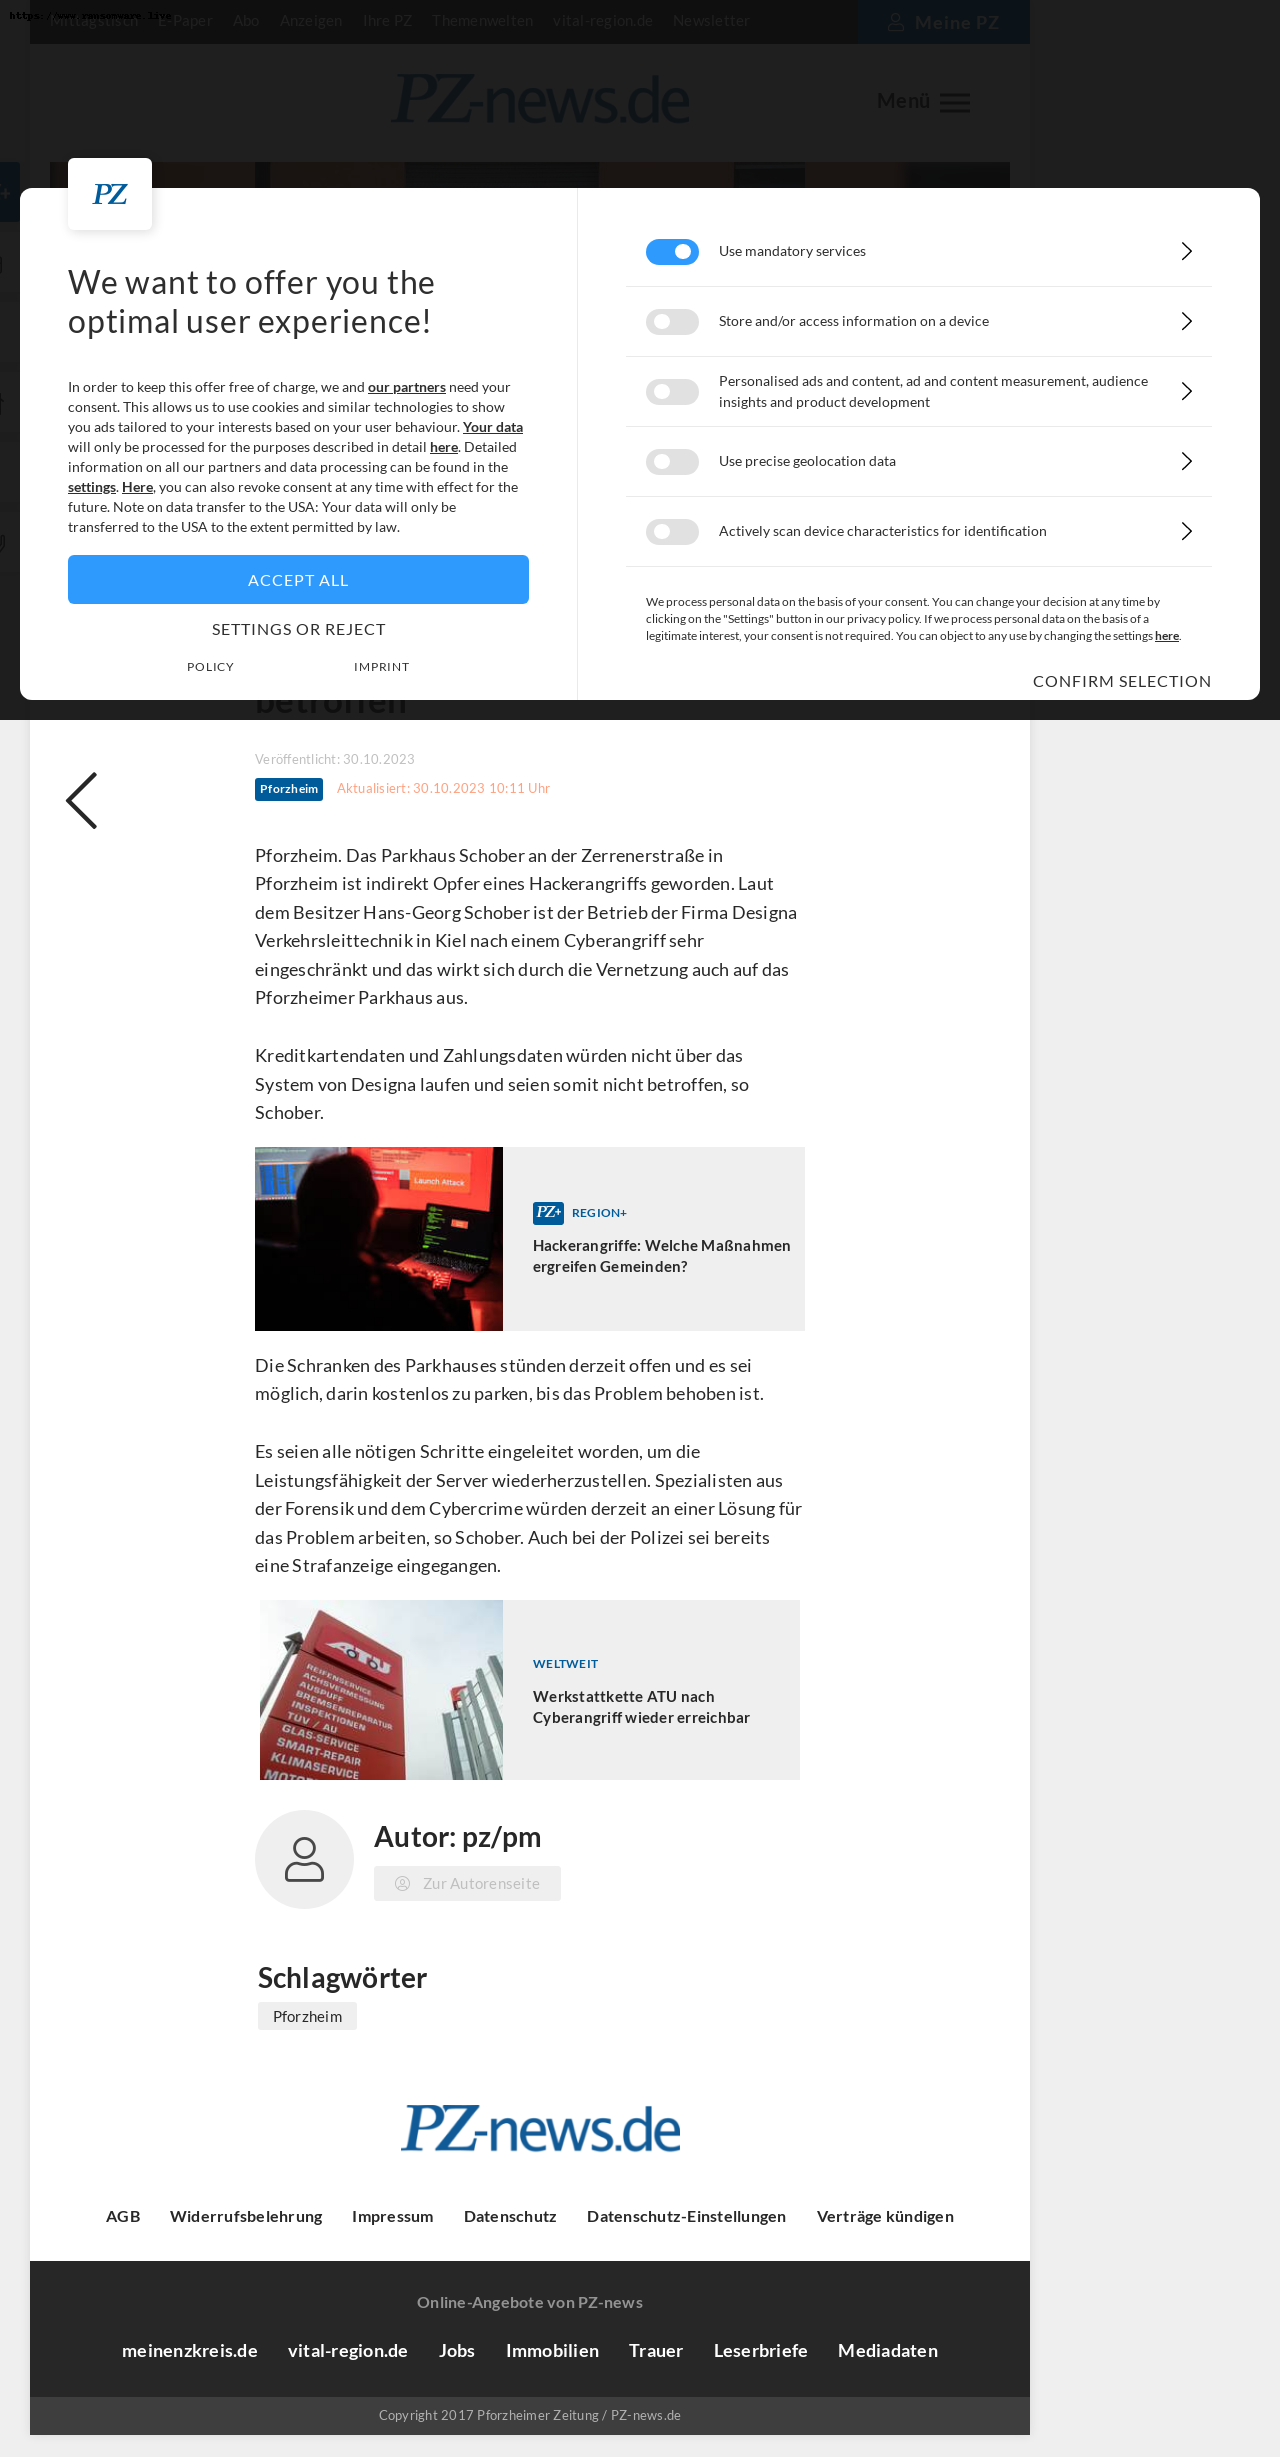 https://www.ransomware.live
Mittagstisch E-Paper Abo Anzeigen Ihre PZ Themenwelten vital-region.de Newsletter Meine PZ
PZ-news.de
Menü
PZ
We want to offer you the
optimal user experience!
In order to keep this offer free of charge, we and our partners need your
consent. This allows us to use cookies and similar technologies to show
you ads tailored to your interests based on your user behaviour. Your data
will only be processed for the purposes described in detail here. Detailed
information on all our partners and data processing can be found in the
settings. Here, you can also revoke consent at any time with effect for the
future. Note on data transfer to the USA: Your data will only be
transferred to the USA to the extent permitted by law.
ACCEPT ALL
SETTINGS OR REJECT
POLICY IMPRINT
Use mandatory services
Store and/or access information on a device
Personalised ads and content, ad and content measurement, audience
insights and product development
Use precise geolocation data
Actively scan device characteristics for identification
We process personal data on the basis of your consent. You can change your decision at any time by
clicking on the "Settings" button in our privacy policy. If we process personal data on the basis of a
legitimate interest, your consent is not required. You can object to any use by changing the settings here.
CONFIRM SELECTION
betroffen
Veröffentlicht: 30.10.2023
Pforzheim Aktualisiert: 30.10.2023 10:11 Uhr
Pforzheim. Das Parkhaus Schober an der Zerrenerstraße in
Pforzheim ist indirekt Opfer eines Hackerangriffs geworden. Laut
dem Besitzer Hans-Georg Schober ist der Betrieb der Firma Designa
Verkehrsleittechnik in Kiel nach einem Cyberangriff sehr
eingeschränkt und das wirkt sich durch die Vernetzung auch auf das
Pforzheimer Parkhaus aus.
Kreditkartendaten und Zahlungsdaten würden nicht über das
System von Designa laufen und seien somit nicht betroffen, so
Schober.
Launch Attack
PZ+ REGION+
Hackerangriffe: Welche Maßnahmen
ergreifen Gemeinden?
Die Schranken des Parkhauses stünden derzeit offen und es sei
möglich, darin kostenlos zu parken, bis das Problem behoben ist.
Es seien alle nötigen Schritte eingeleitet worden, um die
Leistungsfähigkeit der Server wiederherzustellen. Spezialisten aus
der Forensik und dem Cybercrime würden derzeit an einer Lösung für
das Problem arbeiten, so Schober. Auch bei der Polizei sei bereits
eine Strafanzeige eingegangen.
ATU
REIFENSERVICE
ACHSVERMESSUNG
AUSPUFF
BREMSENREPARATUR
INSPEKTIONEN
TÜV / AU
GLAS-SERVICE
SMART-REPAIR
KLIMASERVICE
WELTWEIT
Werkstattkette ATU nach
Cyberangriff wieder erreichbar
Autor: pz/pm
Zur Autorenseite
Schlagwörter
Pforzheim
PZ-news.de
AGB Widerrufsbelehrung Impressum Datenschutz Datenschutz-Einstellungen Verträge kündigen
Online-Angebote von PZ-news
meinenzkreis.de vital-region.de Jobs Immobilien Trauer Leserbriefe Mediadaten
Copyright 2017 Pforzheimer Zeitung / PZ-news.de